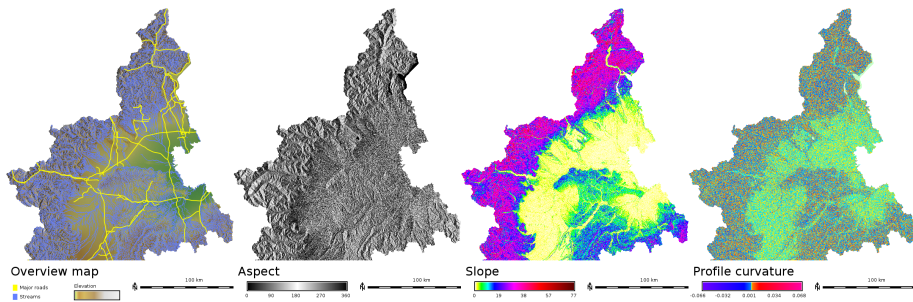 Overview map
Major roads
Streams
Elevation
100 km
Aspect
0 90 180 270 360
100 km
Slope
0 19 38 58 77
100 km
Profile curvature
-0.066 -0.032 0.001 0.034 0.068
100 km